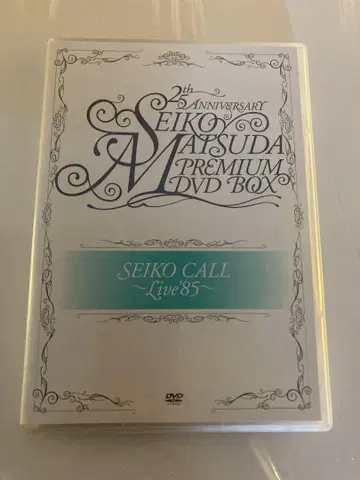 25th
ANNIVERSARY
SEIKO
MATSUDA
PREMIUM
DVD BOX
SEIKO CALL
~Live'85~
DVD